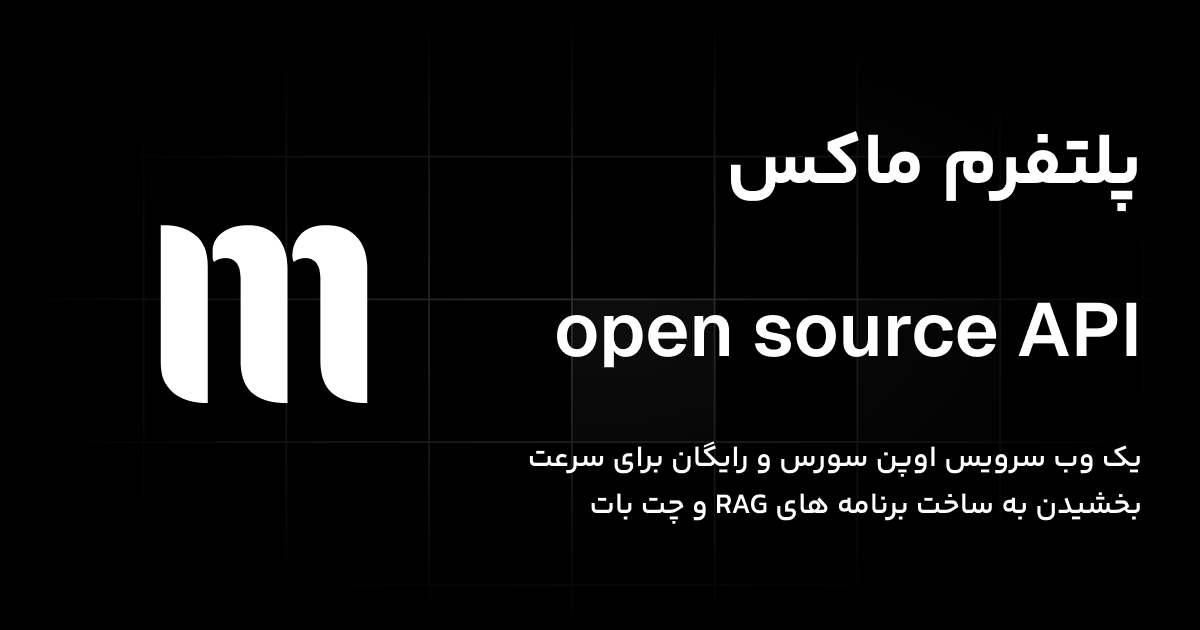 پلتفرم ماکس
open source API
یک وب سرویس اوپن سورس و رایگان برای سرعت
بخشیدن به ساخت برنامه های RAG و چت بات
m